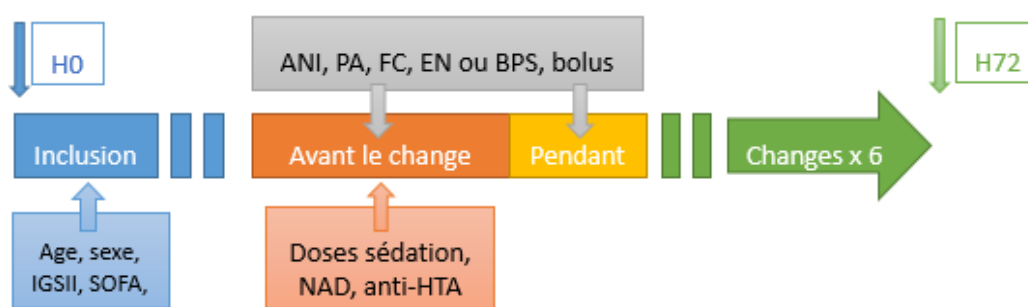 H0
ANI, PA, FC, EN ou BPS, bolus
H72
Inclusion
Avant le change
Pendant
Changes x 6
Age, sexe,
IGSII, SOFA,
Doses sédation,
NAD, anti-HTA